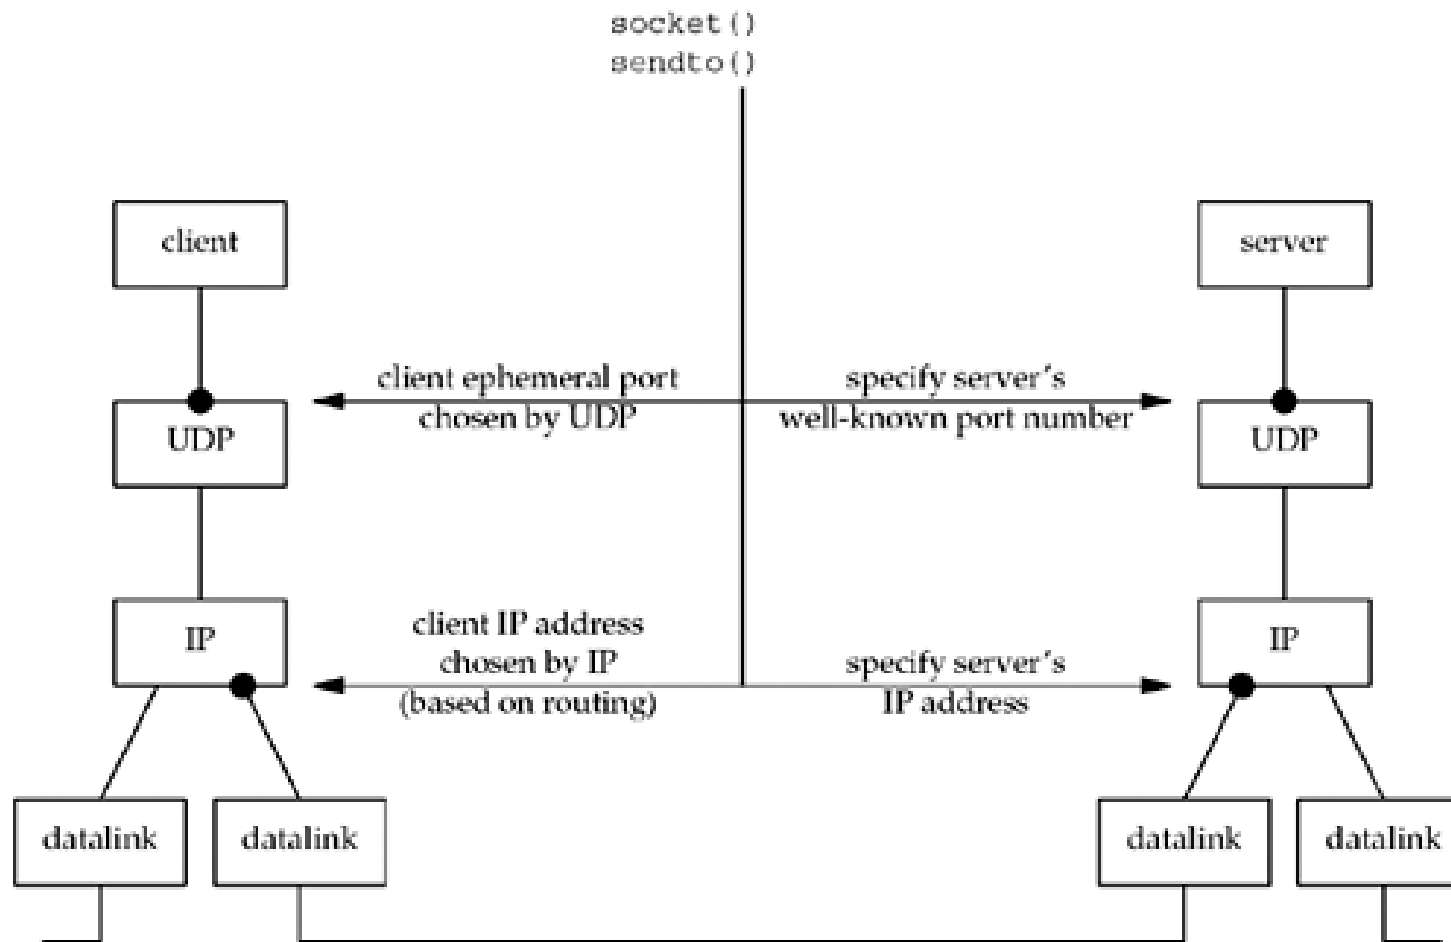 socket()
sendto()
client
server
client ephemeral port
chosen by UDP
specify server's
well-known port number
UDP
UDP
IP
client IP address
chosen by IP
(based on routing)
specify server's
IP address
IP
datalink
datalink
datalink
datalink